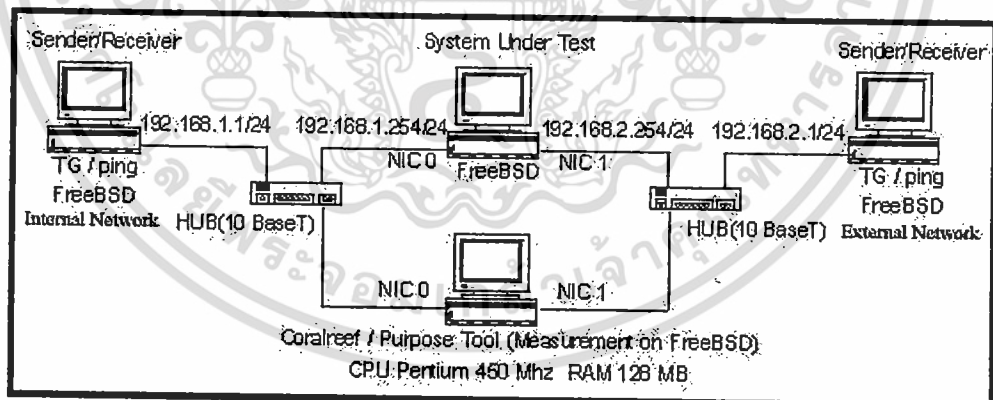 Sender/Receiver
System Under Test
Sender/Receiver
192.168.1.1/24
192.168.1.254/24
192.168.2.254/24
192.168.2.1/24
NIC 0
FreeBSD
NIC 1
TG / ping
FreeBSD
Internal Network
HUB(10 BaseT)
TG / ping
FreeBSD
External Network
HUB(10 BaseT)
NIC 0
NIC 1
Coralreef / Purpose Tool (Measurement on FreeBSD)
CPU Pentium 450 Mhz RAM 128 MB